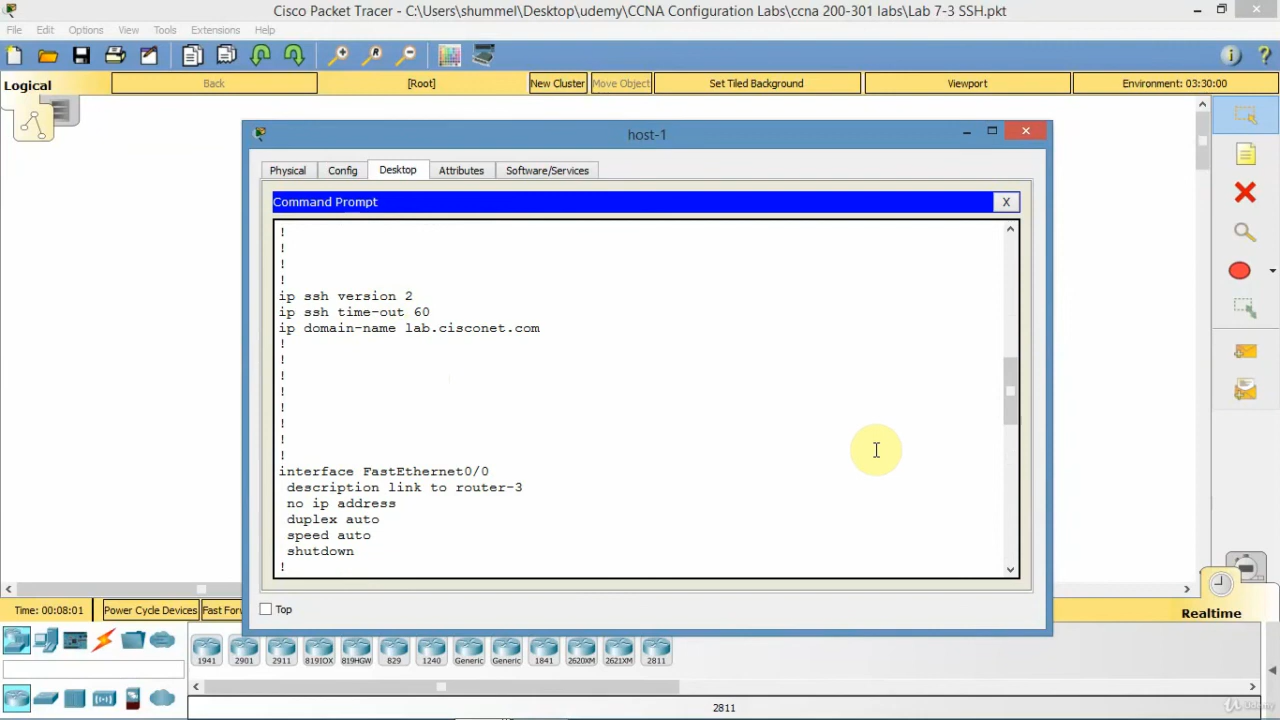 Cisco Packet Tracer - C:\Users\shummel\Desktop\udemy\CCNA Configuration Labs\ccna 200-301 labs\Lab 7-3 SSH.pkt
File Edit Options View Tools Extensions Help
Logical Back [Root] New Cluster Move Object Set Tiled Background Viewport Environment: 03:30:00
host-1
Physical Config Desktop Attributes Software/Services
Command Prompt X
!
!
!
!
ip ssh version 2
ip ssh time-out 60
ip domain-name lab.cisconet.com
!
!
!
!
!
!
!
!
interface FastEthernet0/0
description link to router-3
no ip address
duplex auto
speed auto
shutdown
!
Top
Time: 00:08:01 Power Cycle Devices Fast For
Realtime
1941 2901 2911 819IOX 819HGW 829 1240 Generic Generic 1841 2620XM 2621XM 2811
2811
Udemy